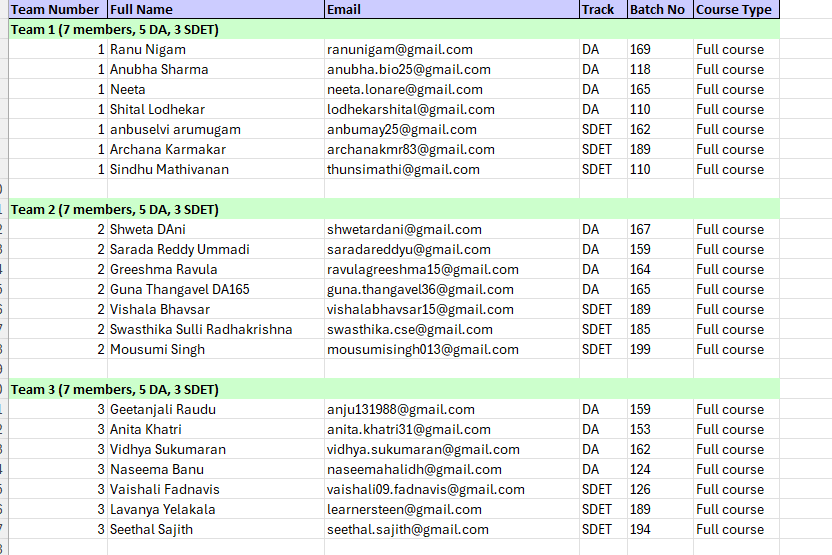 Team Number Full Name Email Track Batch No Course Type
Team 1 (7 members, 5 DA, 3 SDET)
1 Ranu Nigam ranunigam@gmail.com DA 169 Full course
1 Anubha Sharma anubha.bio25@gmail.com DA 118 Full course
1 Neeta neeta.lonare@gmail.com DA 165 Full course
1 Shital Lodhekar lodhekarshital@gmail.com DA 110 Full course
1 anbuselvi arumugam anbumay25@gmail.com SDET 162 Full course
1 Archana Karmakar archanakmr83@gmail.com SDET 189 Full course
1 Sindhu Mathivanan thunsimathi@gmail.com SDET 110 Full course
Team 2 (7 members, 5 DA, 3 SDET)
2 Shweta DAni shwetardani@gmail.com DA 167 Full course
2 Sarada Reddy Ummadi saradareddyu@gmail.com DA 159 Full course
2 Greeshma Ravula ravulagreeshma15@gmail.com DA 164 Full course
2 Guna Thangavel DA165 guna.thangavel36@gmail.com DA 165 Full course
2 Vishala Bhavsar vishalabhavsar15@gmail.com SDET 189 Full course
2 Swasthika Sulli Radhakrishna swasthika.cse@gmail.com SDET 185 Full course
2 Mousumi Singh mousumisingh013@gmail.com SDET 199 Full course
Team 3 (7 members, 5 DA, 3 SDET)
3 Geetanjali Raudu anju131988@gmail.com DA 159 Full course
3 Anita Khatri anita.khatri31@gmail.com DA 153 Full course
3 Vidhya Sukumaran vidhya.sukumaran@gmail.com DA 162 Full course
3 Naseema Banu naseemahalidh@gmail.com DA 124 Full course
3 Vaishali Fadnavis vaishali09.fadnavis@gmail.com SDET 126 Full course
3 Lavanya Yelakala learnersteen@gmail.com SDET 189 Full course
3 Seethal Sajith seethal.sajith@gmail.com SDET 194 Full course